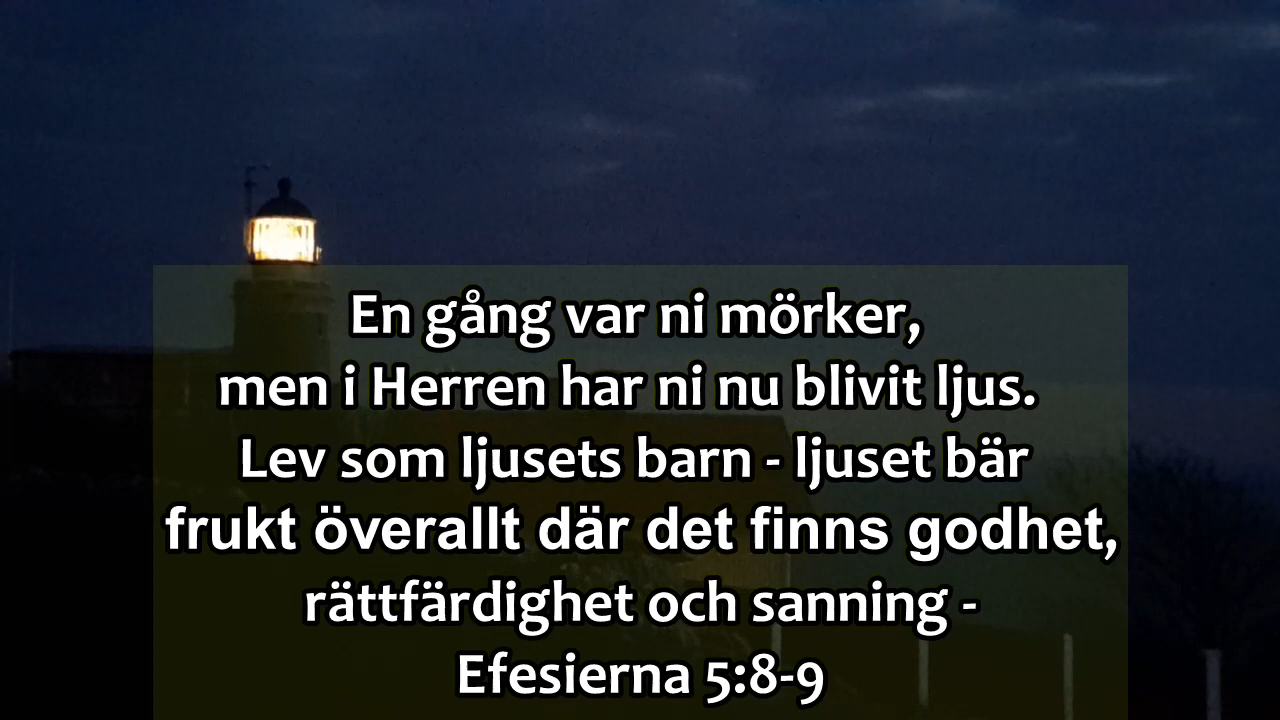 En gång var ni mörker,
men i Herren har ni nu blivit ljus.
Lev som ljusets barn - ljuset bär
frukt överallt där det finns godhet,
rättfärdighet och sanning -
Efesierna 5:8-9